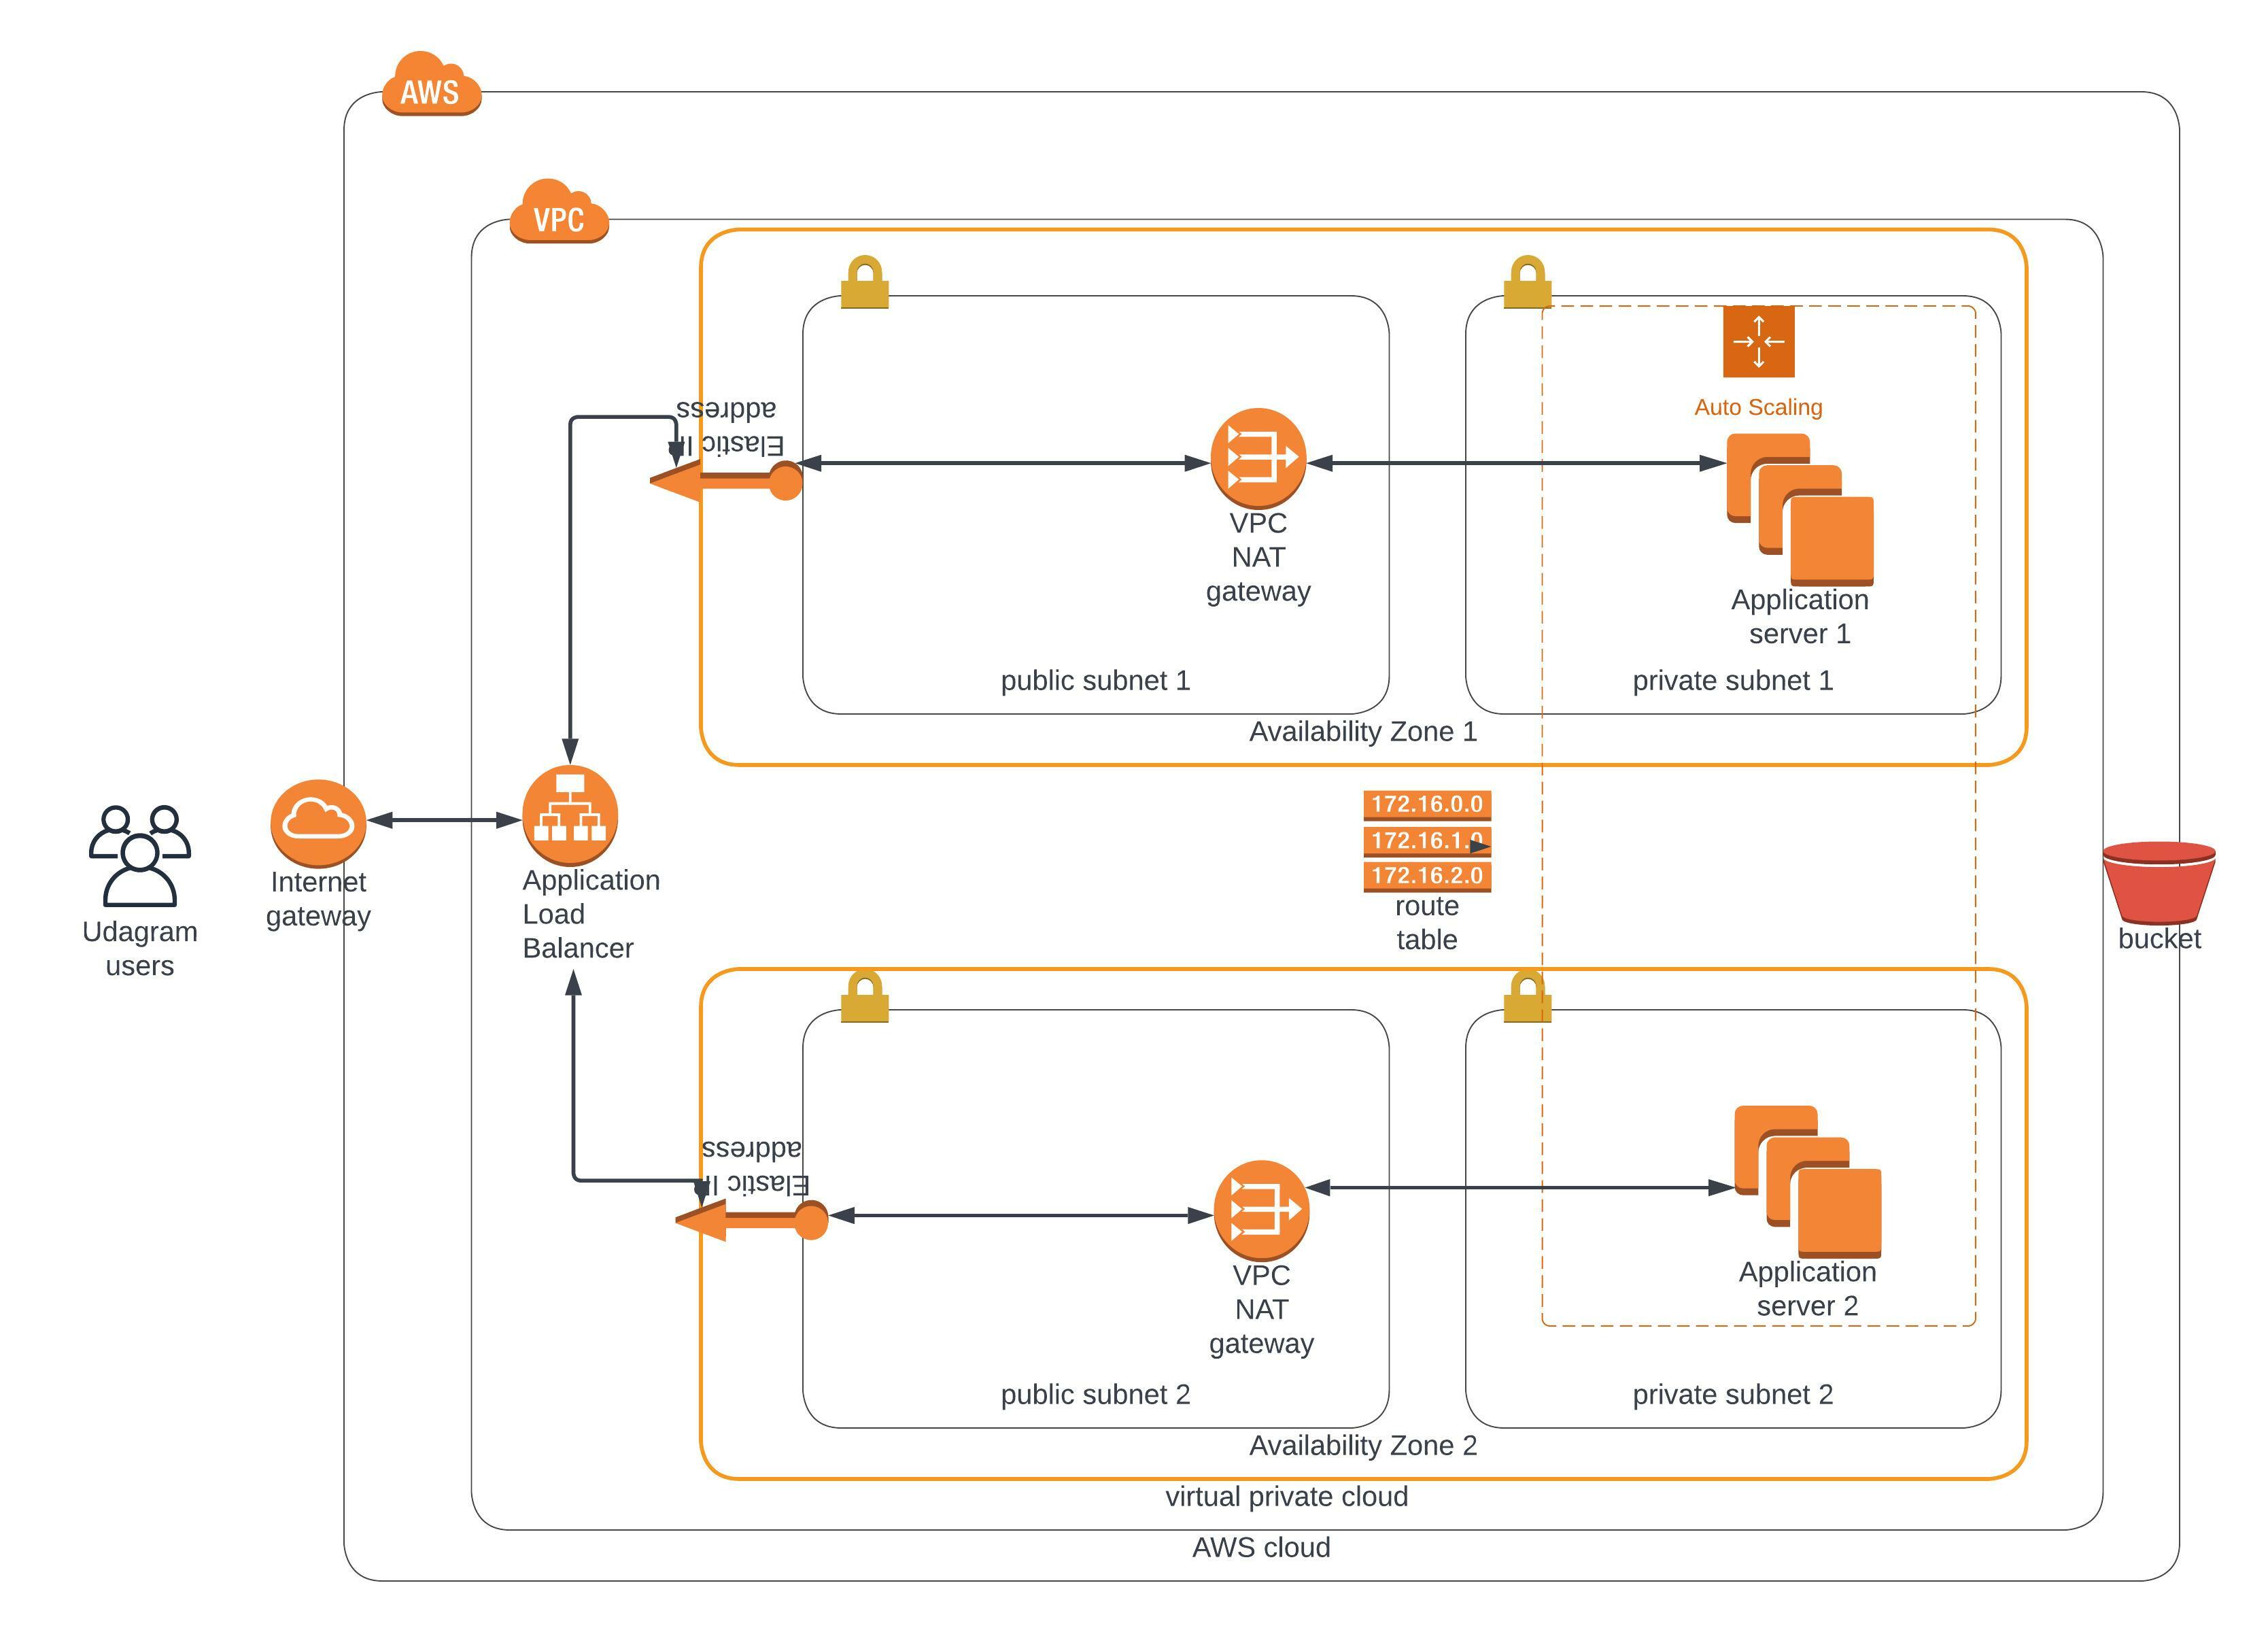 AWS
VPC
address
Elastic IP
Auto Scaling
VPC
NAT
gateway
Application
server 1
public subnet 1
private subnet 1
Availability Zone 1
172.16.0.0
172.16.1.0
172.16.2.0
route
table
Internet
gateway
Application
Load
Balancer
Udagram
users
bucket
address
Elastic IP
VPC
NAT
gateway
Application
server 2
public subnet 2
private subnet 2
Availability Zone 2
virtual private cloud
AWS cloud